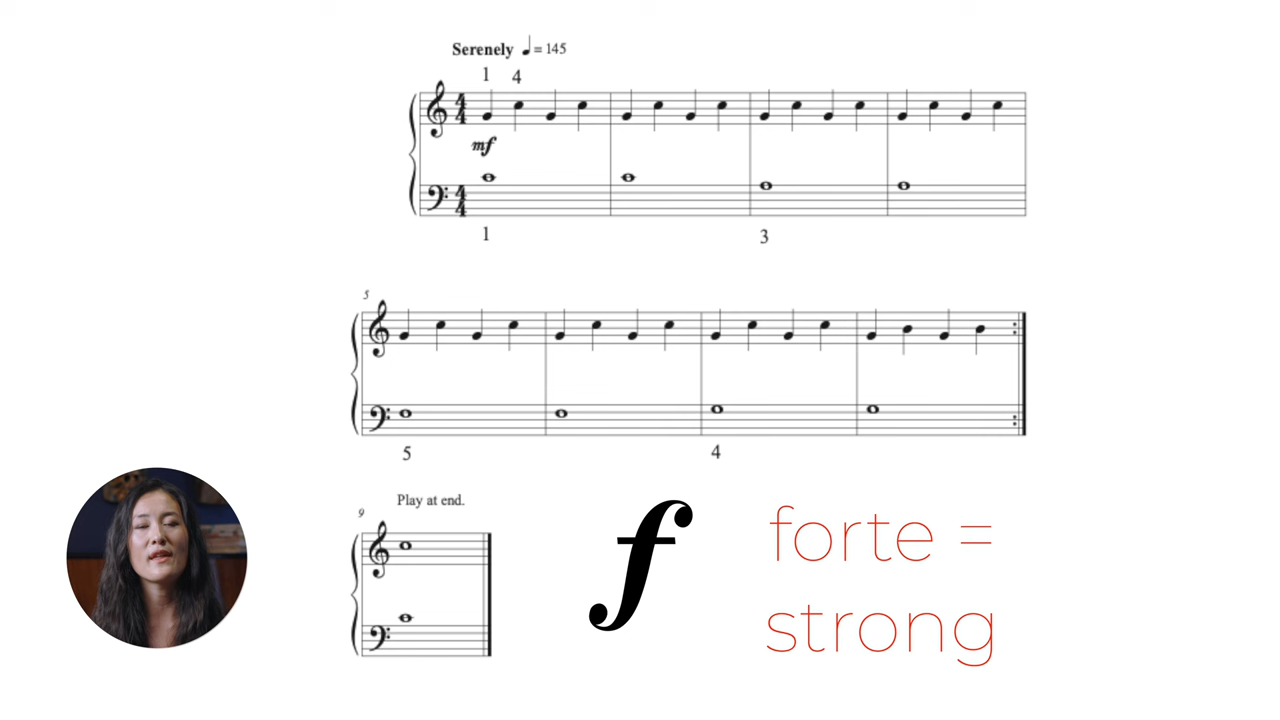 Serenely ♩= 145
1 4
mf
1 3
5
5 4
Play at end.
9
f
forte =
strong